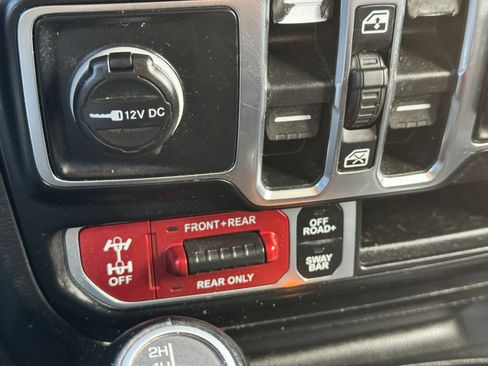 12V DC
FRONT+REAR
OFF
REAR ONLY
OFF
ROAD+
SWAY
BAR
2H